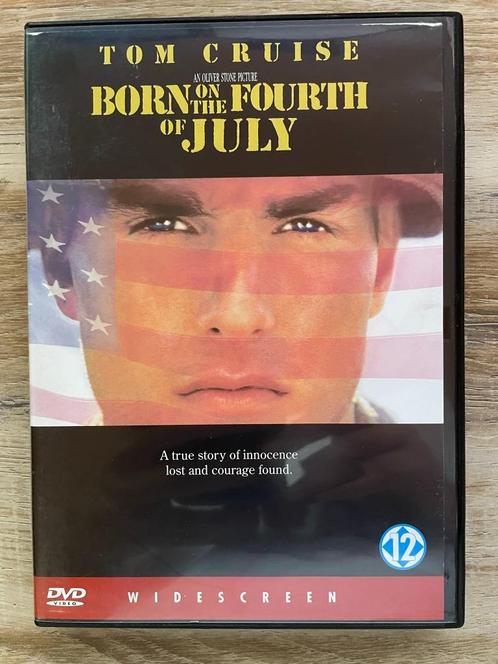 TOM CRUISE
AN OLIVER STONE PICTURE
BORN ON THE FOURTH
OF JULY
A true story of innocence
lost and courage found.
12
DVD
VIDEO
WIDESCREEN